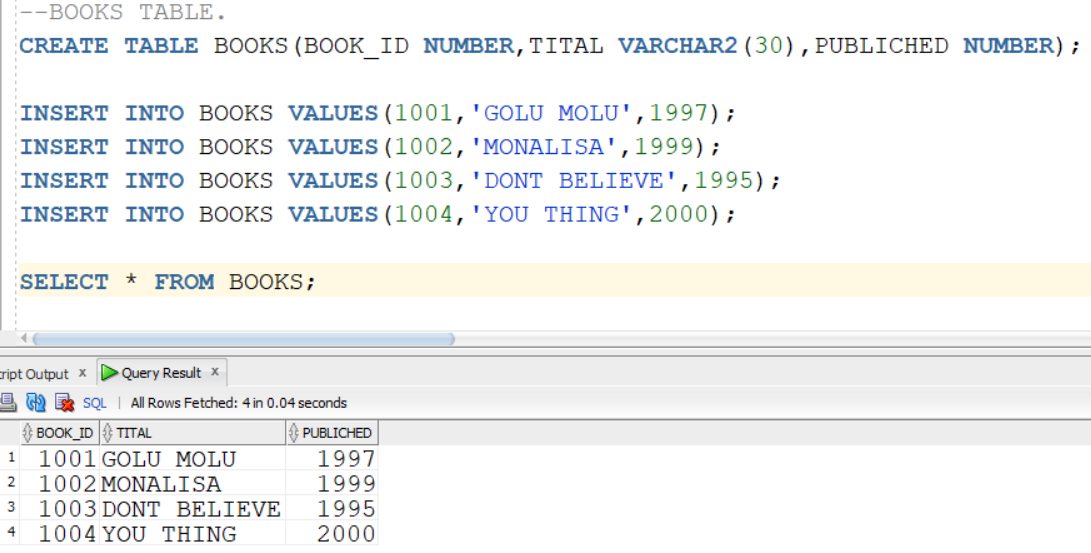 --BOOKS TABLE.
CREATE TABLE BOOKS(BOOK_ID NUMBER,TITAL VARCHAR2(30),PUBLICHED NUMBER);
INSERT INTO BOOKS VALUES(1001,'GOLU MOLU',1997);
INSERT INTO BOOKS VALUES(1002,'MONALISA',1999);
INSERT INTO BOOKS VALUES(1003,'DONT BELIEVE',1995);
INSERT INTO BOOKS VALUES(1004,'YOU THING',2000);
SELECT * FROM BOOKS;
ript Output x Query Result x
SQL | All Rows Fetched: 4 in 0.04 seconds
BOOK_ID TITAL PUBLICHED
1 1001 GOLU MOLU 1997
2 1002 MONALISA 1999
3 1003 DONT BELIEVE 1995
4 1004 YOU THING 2000